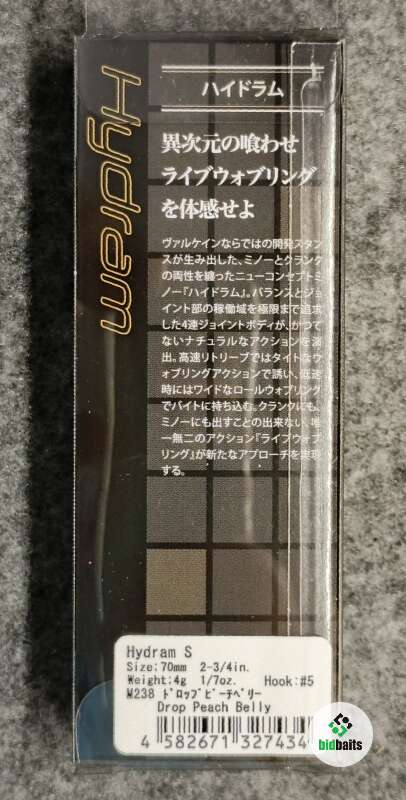 Hydram
ハイドラム
異次元の喰わせ
ライブウォブリング
を体感せよ
ヴァルケインならではの開発スタン
スが生み出した、ミノーとクランク
の両性を纏ったニューコンセプトミ
ノー『ハイドラム』。バランスとジョ
イント部の稼働域を極限まで追求
した4連ジョイントボディが、かつて
ないナチュラルなアクションを演
出。高速リトリーブではタイトなウ
ォブリングアクションで誘い、低速
時にはワイドなロールウォブリング
でバイトに持ち込む。クランクにも、
ミノーにも出すことの出来ない、唯
一無二のアクション『ライブウォブ
リング』が新たなアプローチを実現
する。
Hydram S
Size:70mm 2-3/4in.
Weight:4g 1/7oz. Hook:#5
M238 ドロップピーチベリー
Drop Peach Belly
4 582671 327434
bidbaits